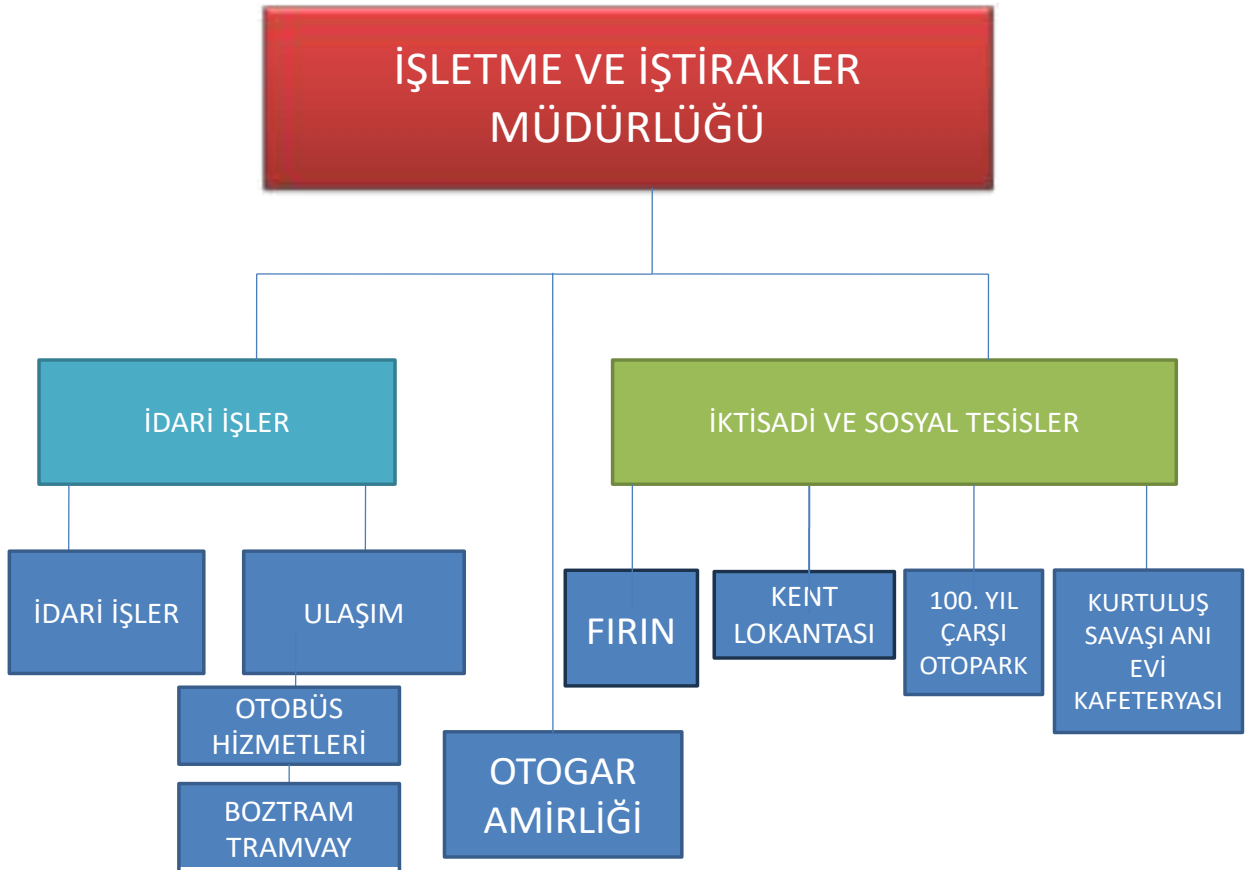 İŞLETME VE İŞTİRAKLER
MÜDÜRLÜĞÜ
İDARİ İŞLER
İKTİSADİ VE SOSYAL TESİSLER
İDARİ İŞLER
ULAŞIM
OTOBÜS
HİZMETLERİ
BOZTRAM
TRAMVAY
OTOGAR
AMİRLİĞİ
FIRIN
KENT
LOKANTASI
100. YIL
ÇARŞI
OTOPARK
KURTULUŞ
SAVAŞI ANI
EVİ
KAFETERYASI